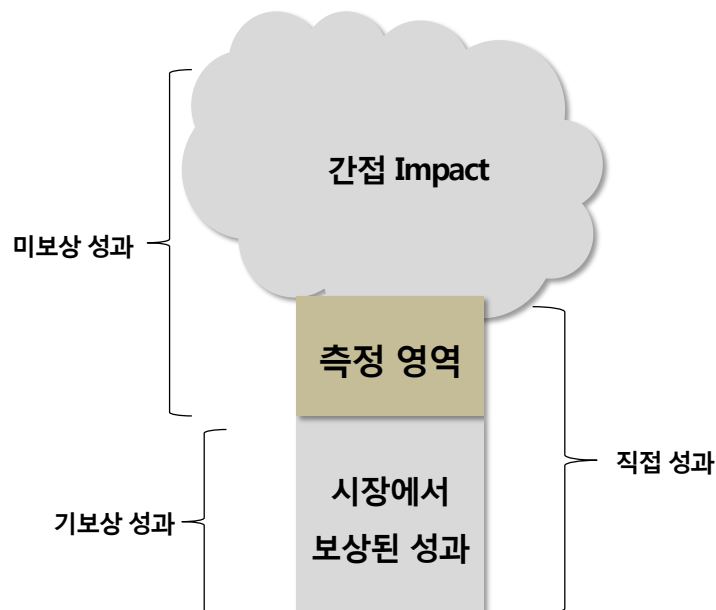 간접 Impact
미보상 성과
측정 영역
직접 성과
시장에서
보상된 성과
기보상 성과